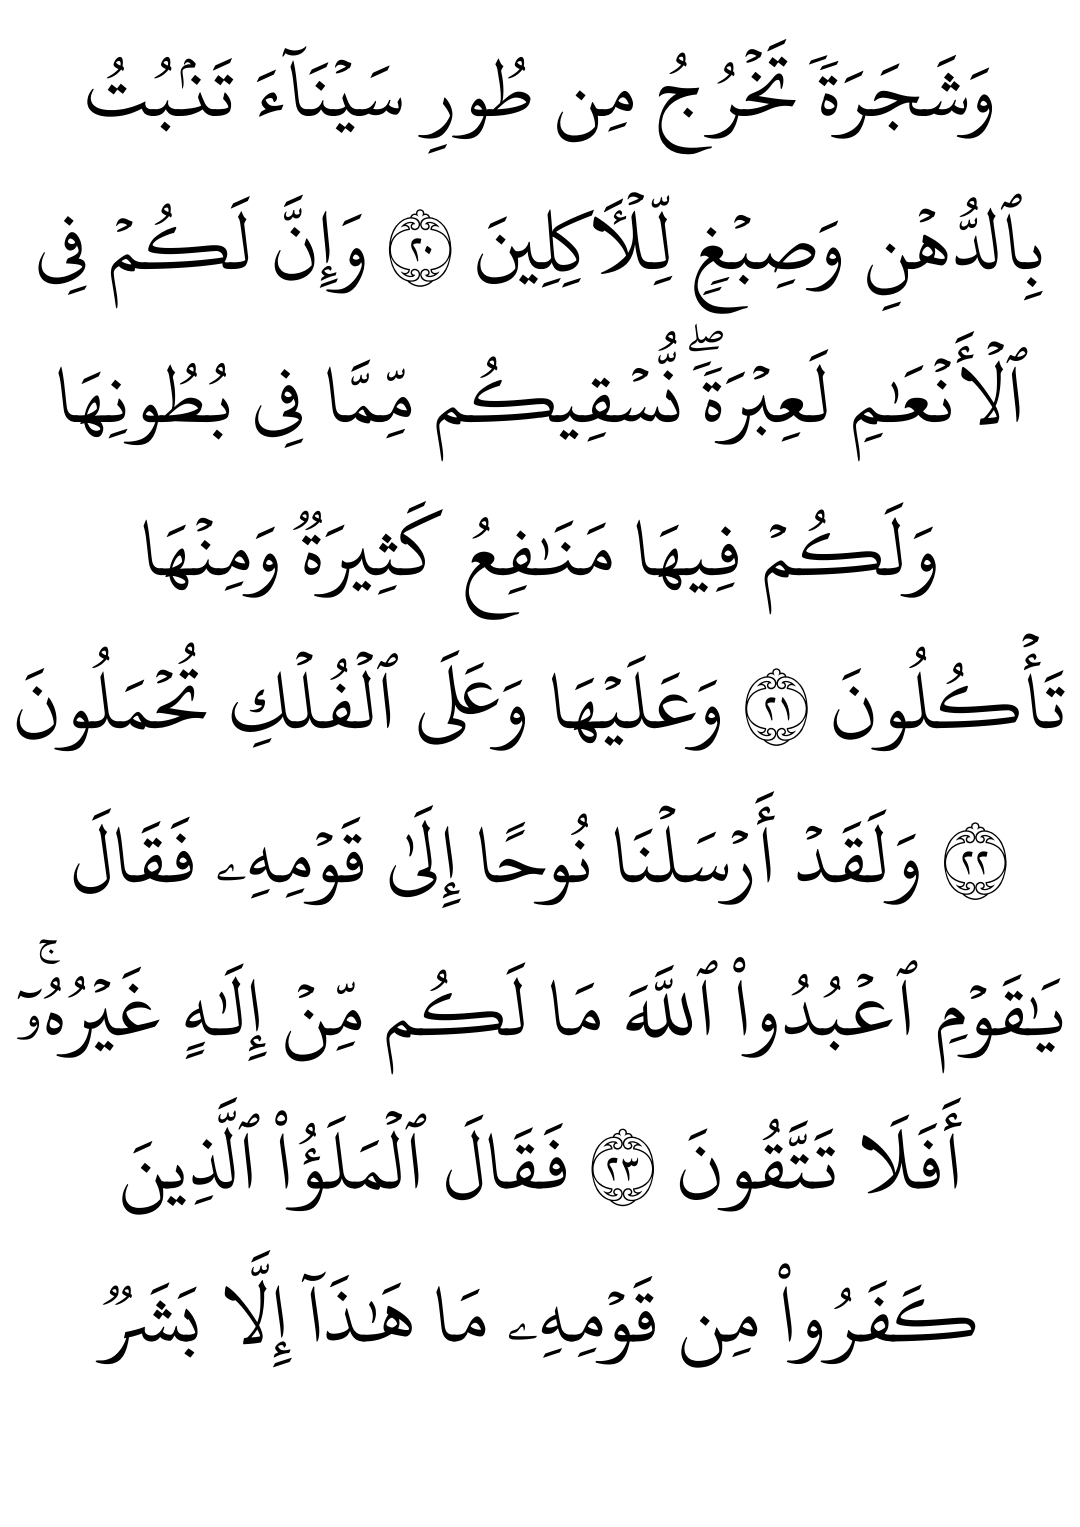 وَشَجَرَةٗ تَخۡرُجُ مِن طُورِ سَيۡنَآءَ تَنۢبُتُ
بِٱلدُّهۡنِ وَصِبۡغٖ لِّلۡأٓكِلِينَ ٢٠ وَإِنَّ لَكُمۡ فِي
ٱلۡأَنۡعَٰمِ لَعِبۡرَةٗۖ نُّسۡقِيكُم مِّمَّا فِي بُطُونِهَا
وَلَكُمۡ فِيهَا مَنَٰفِعُ كَثِيرَةٞ وَمِنۡهَا
تَأۡكُلُونَ ٢١ وَعَلَيۡهَا وَعَلَى ٱلۡفُلۡكِ تُحۡمَلُونَ
٢٢ وَلَقَدۡ أَرۡسَلۡنَا نُوحًا إِلَىٰ قَوۡمِهِۦ فَقَالَ
يَٰقَوۡمِ ٱعۡبُدُواْ ٱللَّهَ مَا لَكُم مِّنۡ إِلَٰهٍ غَيۡرُهُۥٓۚ
أَفَلَا تَتَّقُونَ ٢٣ فَقَالَ ٱلۡمَلَؤُاْ ٱلَّذِينَ
كَفَرُواْ مِن قَوۡمِهِۦ مَا هَٰذَآ إِلَّا بَشَرٞ